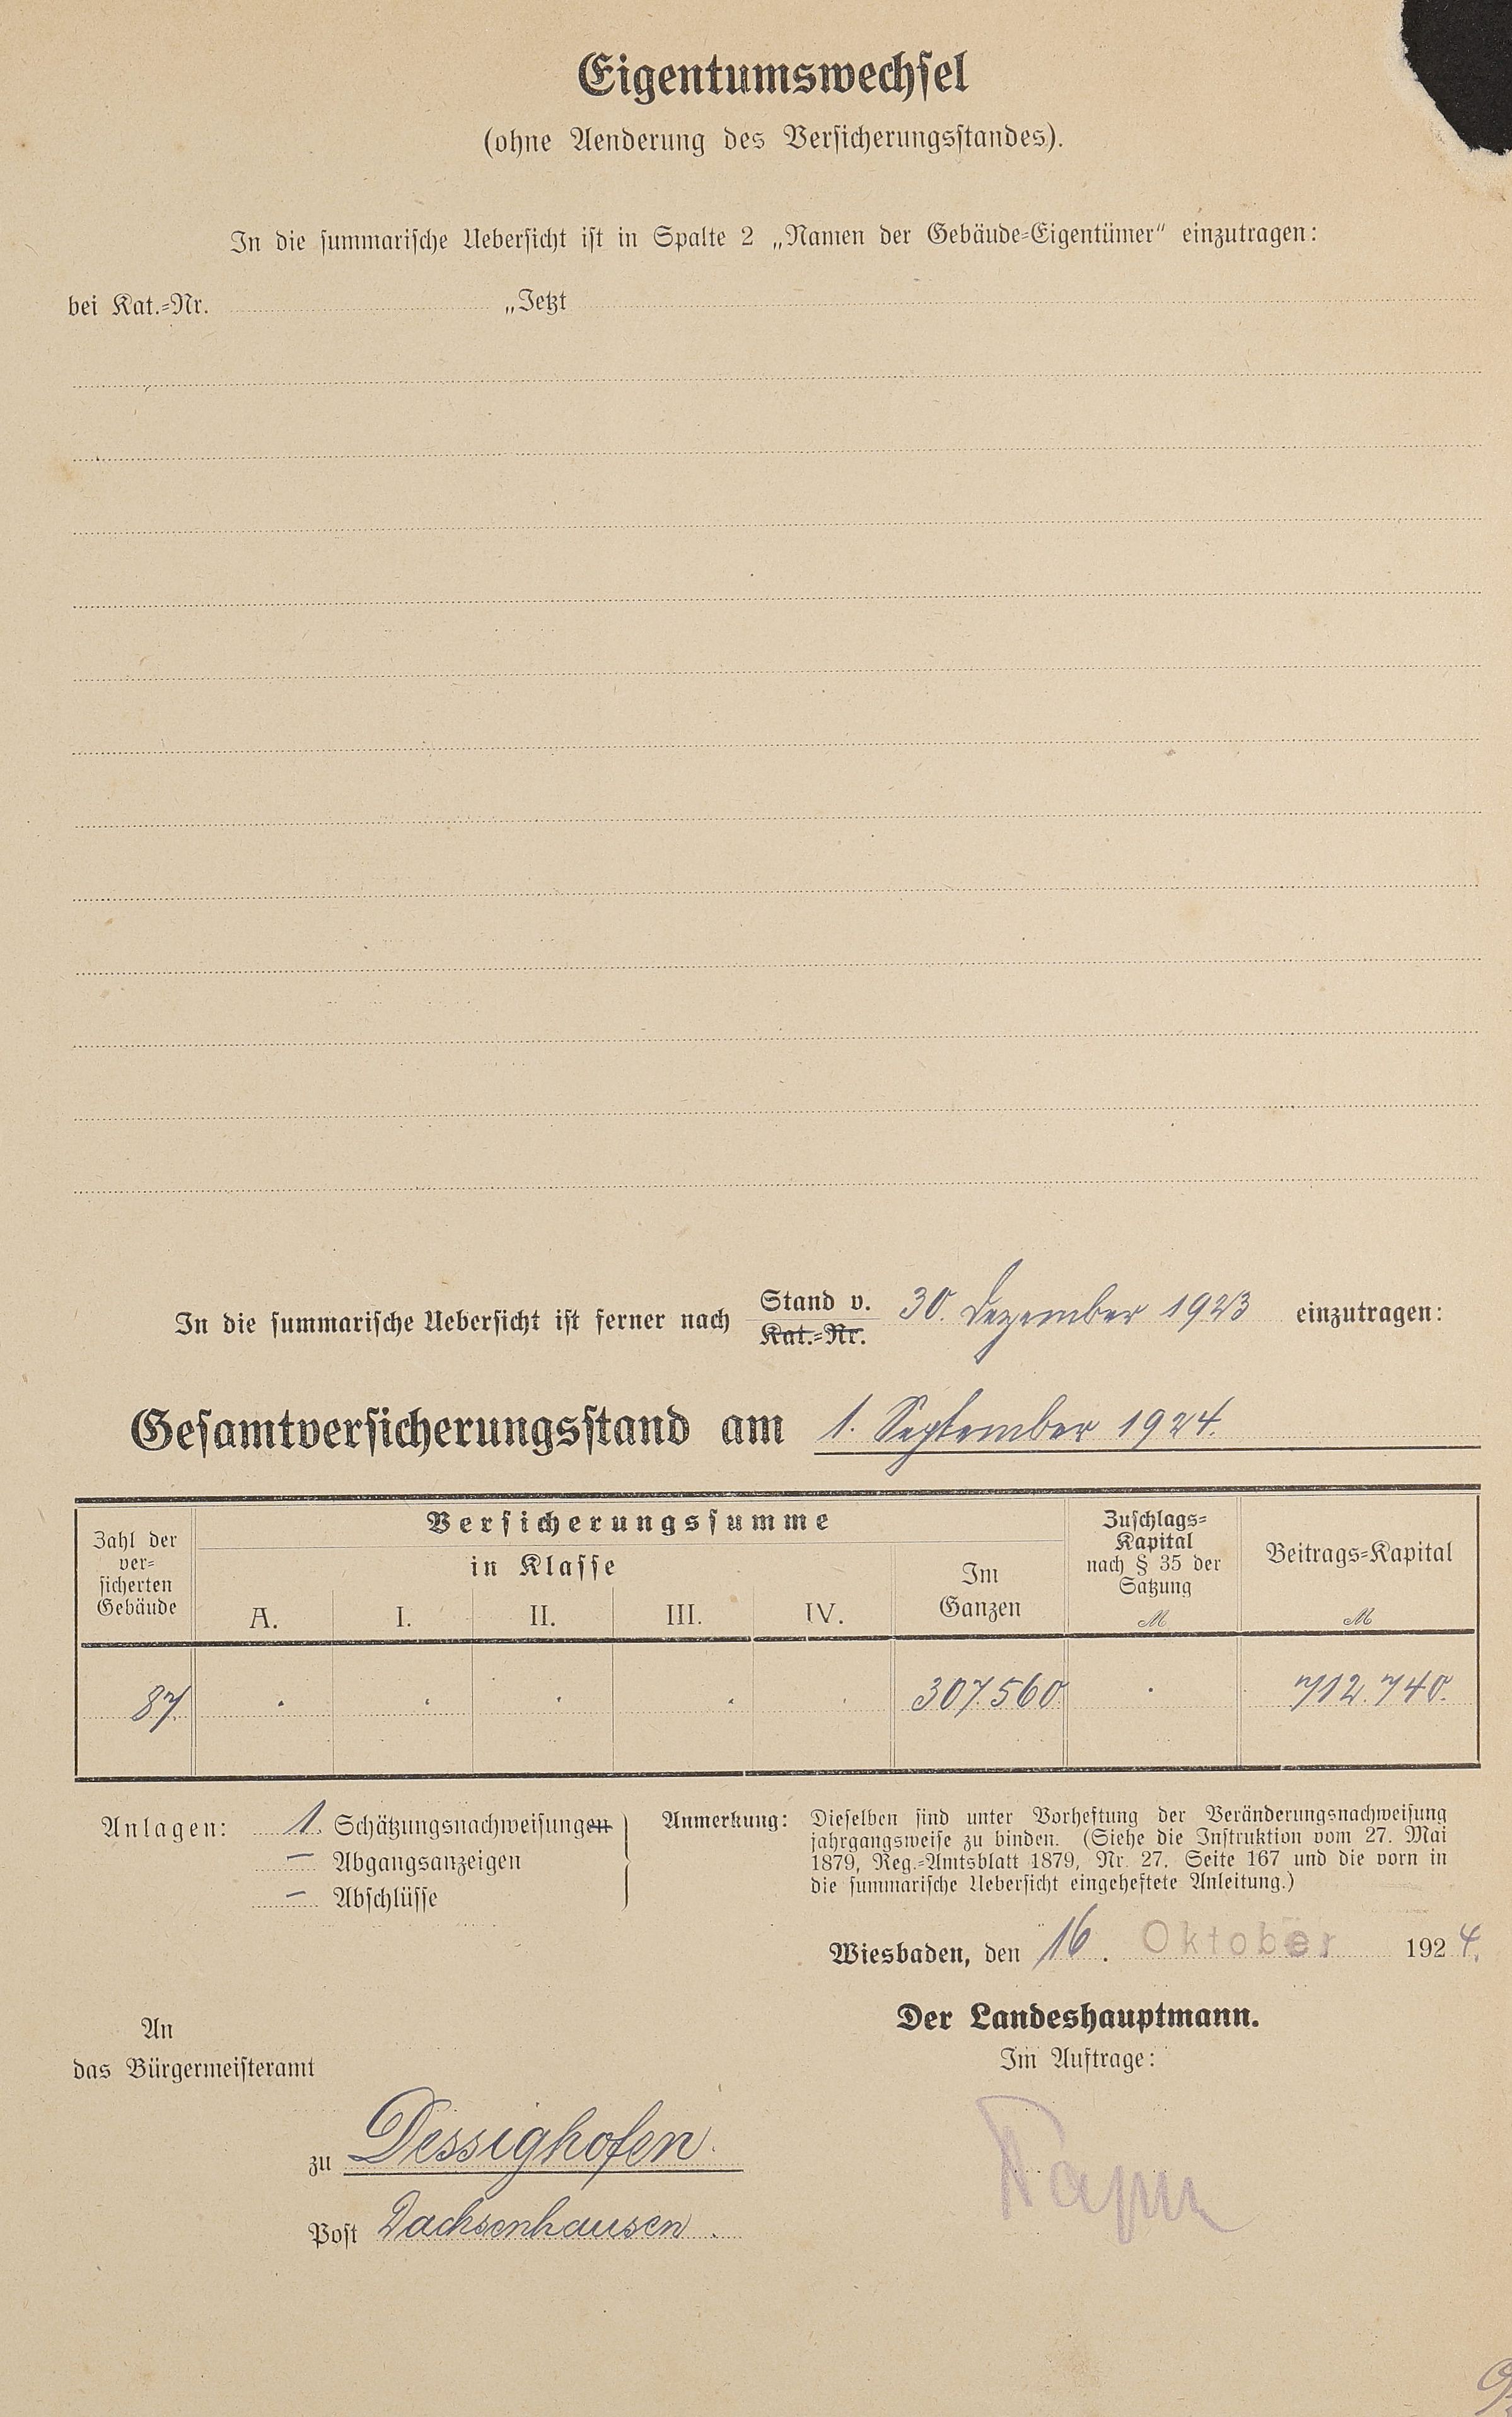 Eigentumswechsel
(ohne Aenderung des Versicherungsstandes).
In die summarische Uebersicht ist in Spalte 2 „Namen der Gebäude-Eigentümer“ einzutragen:
bei Kat.-Nr. „Jetzt
In die summarische Uebersicht ist ferner nach Stand v. 30. Dezember 1923 einzutragen:
Kat.-Nr.
Gesamtversicherungsstand am 1. September 1924.
Zahl der versicherten Gebäude
Versicherungssumme
in Klasse
A. I. II. III. IV.
Im Ganzen
Zuschlags-Kapital nach § 35 der Satzung
ℳ
Beitrags-Kapital
ℳ
87. . . . . . 307.560 . 712.740.
Anlagen: 1. Schätzungsnachweisungen
— Abgangsanzeigen
— Abschlüsse
Anmerkung: Dieselben sind unter Vorheftung der Veränderungsnachweisung
jahrgangsweise zu binden. (Siehe die Instruktion vom 27. Mai
1879, Reg.-Amtsblatt 1879, Nr. 27. Seite 167 und die vorn in
die summarische Uebersicht eingeheftete Anleitung.)
Wiesbaden, den 16. Oktober 1924.
Der Landeshauptmann.
Im Auftrage:
An
das Bürgermeisteramt
zu Dessighofen.
Post Dachsenhausen.